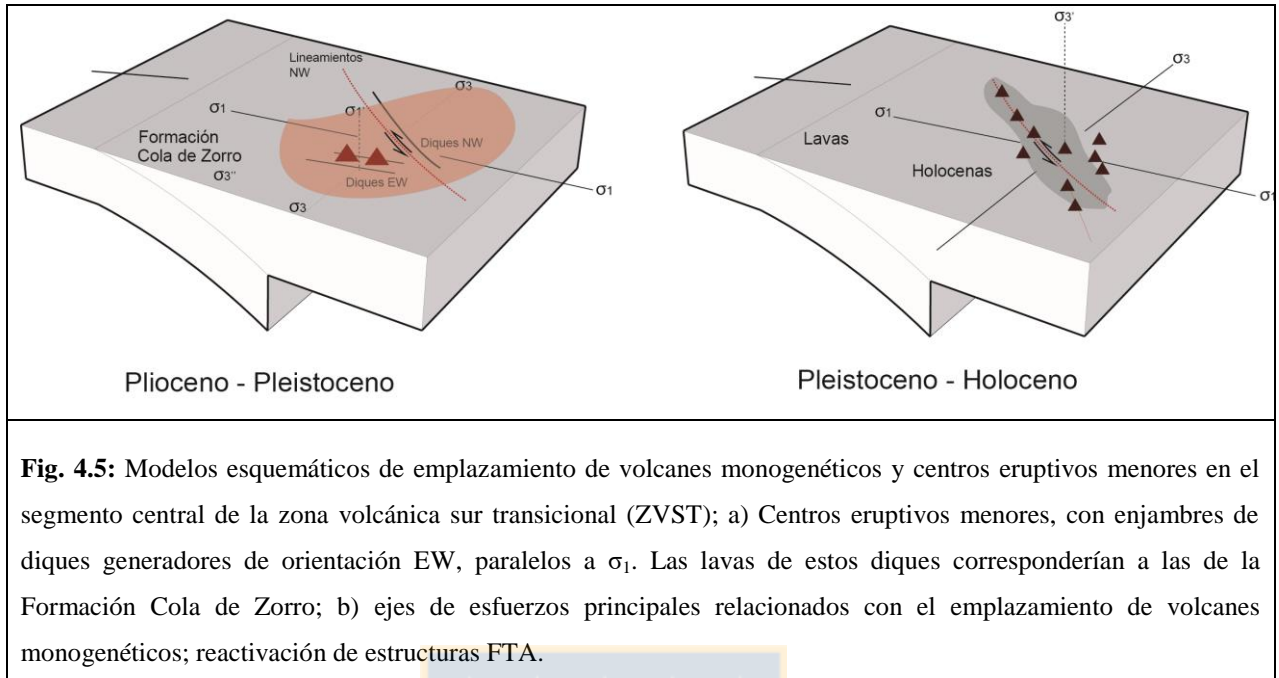 Lineamientos
NW
σ3
σ1
σ1'
Formación
Cola de Zorro
σ3''
Diques NW
Diques EW
σ1
σ3
Plioceno - Pleistoceno
σ3'
σ3
σ1
Lavas
Holocenas
σ1
Pleistoceno - Holoceno
Fig. 4.5: Modelos esquemáticos de emplazamiento de volcanes monogenéticos y centros eruptivos menores en el
segmento central de la zona volcánica sur transicional (ZVST); a) Centros eruptivos menores, con enjambres de
diques generadores de orientación EW, paralelos a σ1. Las lavas de estos diques corresponderían a las de la
Formación Cola de Zorro; b) ejes de esfuerzos principales relacionados con el emplazamiento de volcanes
monogenéticos; reactivación de estructuras FTA.